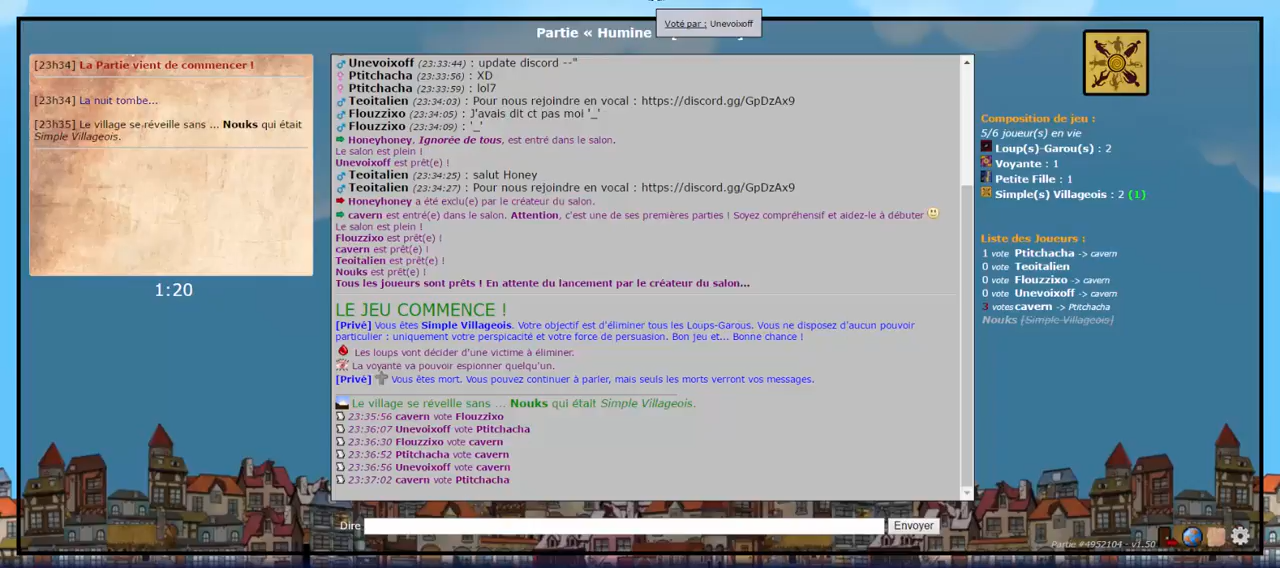 Voté par : Unevoixoff
Partie « Humine
[23h34] La Partie vient de commencer !
[23h34] La nuit tombe...
[23h35] Le village se réveille sans ... Nouks qui était
Simple Villageois.
1:20
Unevoixoff (23:33:44) : update discord --"
Ptitchacha (23:33:56) : XD
Ptitchacha (23:33:59) : lol7
Teoitalien (23:34:03) : Pour nous rejoindre en vocal : https://discord.gg/GpDzAx9
Flouzzixo (23:34:05) : J'avais dit ct pas moi '_'
Flouzzixo (23:34:09) : '_'
Honeyhoney, Ignorée de tous, est entré dans le salon.
Le salon est plein !
Unevoixoff est prêt(e) !
Teoitalien (23:34:25) : salut Honey
Teoitalien (23:34:27) : Pour nous rejoindre en vocal : https://discord.gg/GpDzAx9
Honeyhoney a été exclu(e) par le créateur du salon.
cavern est entré(e) dans le salon. Attention, c'est une de ses premières parties ! Soyez compréhensif et aidez-le à débuter
Le salon est plein !
Flouzzixo est prêt(e) !
cavern est prêt(e) !
Teoitalien est prêt(e) !
Nouks est prêt(e) !
Tous les joueurs sont prêts ! En attente du lancement par le créateur du salon...
LE JEU COMMENCE !
[Privé] Vous êtes Simple Villageois. Votre objectif est d'éliminer tous les Loups-Garous. Vous ne disposez d'aucun pouvoir
particulier : uniquement votre perspicacité et votre force de persuasion. Bon jeu et... Bonne chance !
Les loups vont décider d'une victime à éliminer.
La voyante va pouvoir espionner quelqu'un.
[Privé] Vous êtes mort. Vous pouvez continuer à parler, mais seuls les morts verront vos messages.
Le village se réveille sans ... Nouks qui était Simple Villageois.
23:35:56 cavern vote Flouzzixo
23:36:07 Unevoixoff vote Ptitchacha
23:36:30 Flouzzixo vote cavern
23:36:52 Ptitchacha vote cavern
23:36:56 Unevoixoff vote cavern
23:37:02 cavern vote Ptitchacha
Dire
Envoyer
Composition de jeu :
5/6 joueur(s) en vie
Loup(s)-Garou(s) : 2
Voyante : 1
Petite Fille : 1
Simple(s) Villageois : 2 (1)
Liste des Joueurs :
1 vote Ptitchacha -> cavern
0 vote Teoitalien
0 vote Flouzzixo -> cavern
0 vote Unevoixoff -> cavern
3 votes cavern -> Ptitchacha
Nouks (Simple Villageois)
Partie #4952104 - v1.50